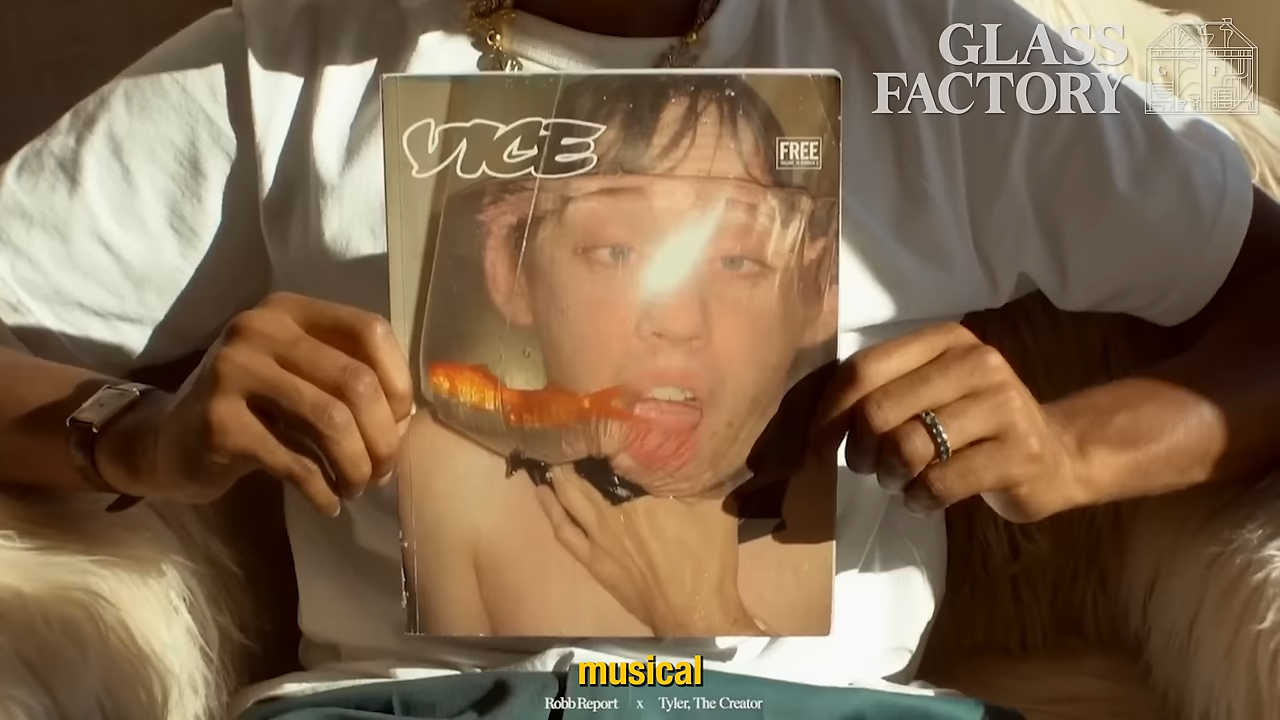 GLASS
FACTORY
VICE
FREE
musical
Robb Report x Tyler, The Creator